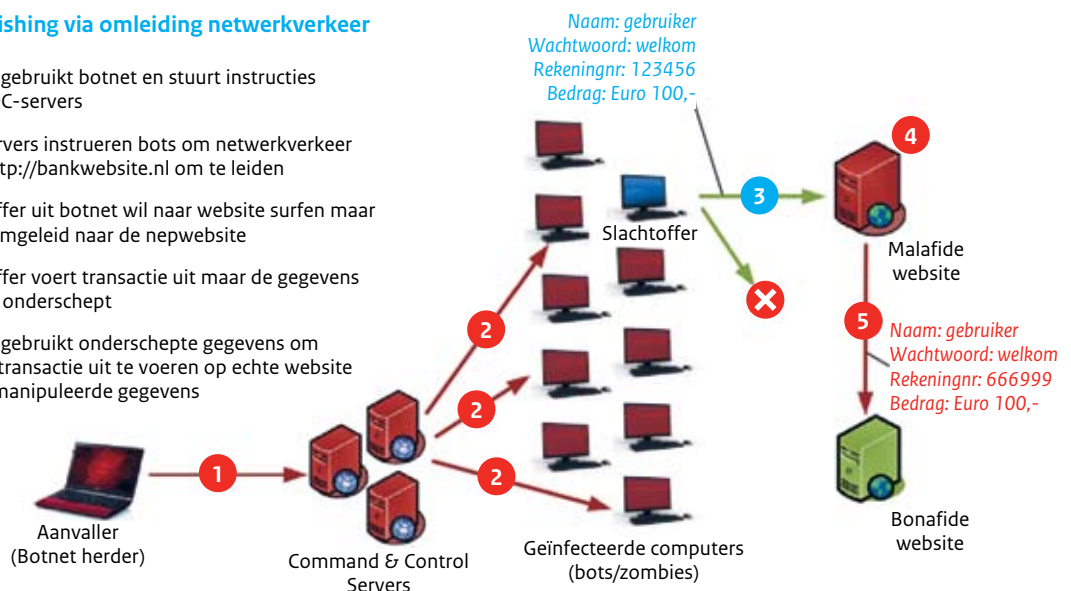 ishing via omleiding netwerkverkeer
gebruikt botnet en stuurt instructies
C-servers
rvers instrueren bots om netwerkverkeer
tp://bankwebsite.nl om te leiden
ffer uit botnet wil naar website surfen maar
mgeleid naar de nepwebsite
ffer voert transactie uit maar de gegevens
onderschept
gebruikt onderschepte gegevens om
transactie uit te voeren op echte website
manipuleerde gegevens
Naam: gebruiker
Wachtwoord: welkom
Rekeningnr: 123456
Bedrag: Euro 100,-
4
3
Slachtoffer
Malafide
website
2
5
Naam: gebruiker
Wachtwoord: welkom
Rekeningnr: 666999
Bedrag: Euro 100,-
2
1
2
Aanvaller
(Botnet herder)
Command & Control
Servers
Geïnfecteerde computers
(bots/zombies)
Bonafide
website